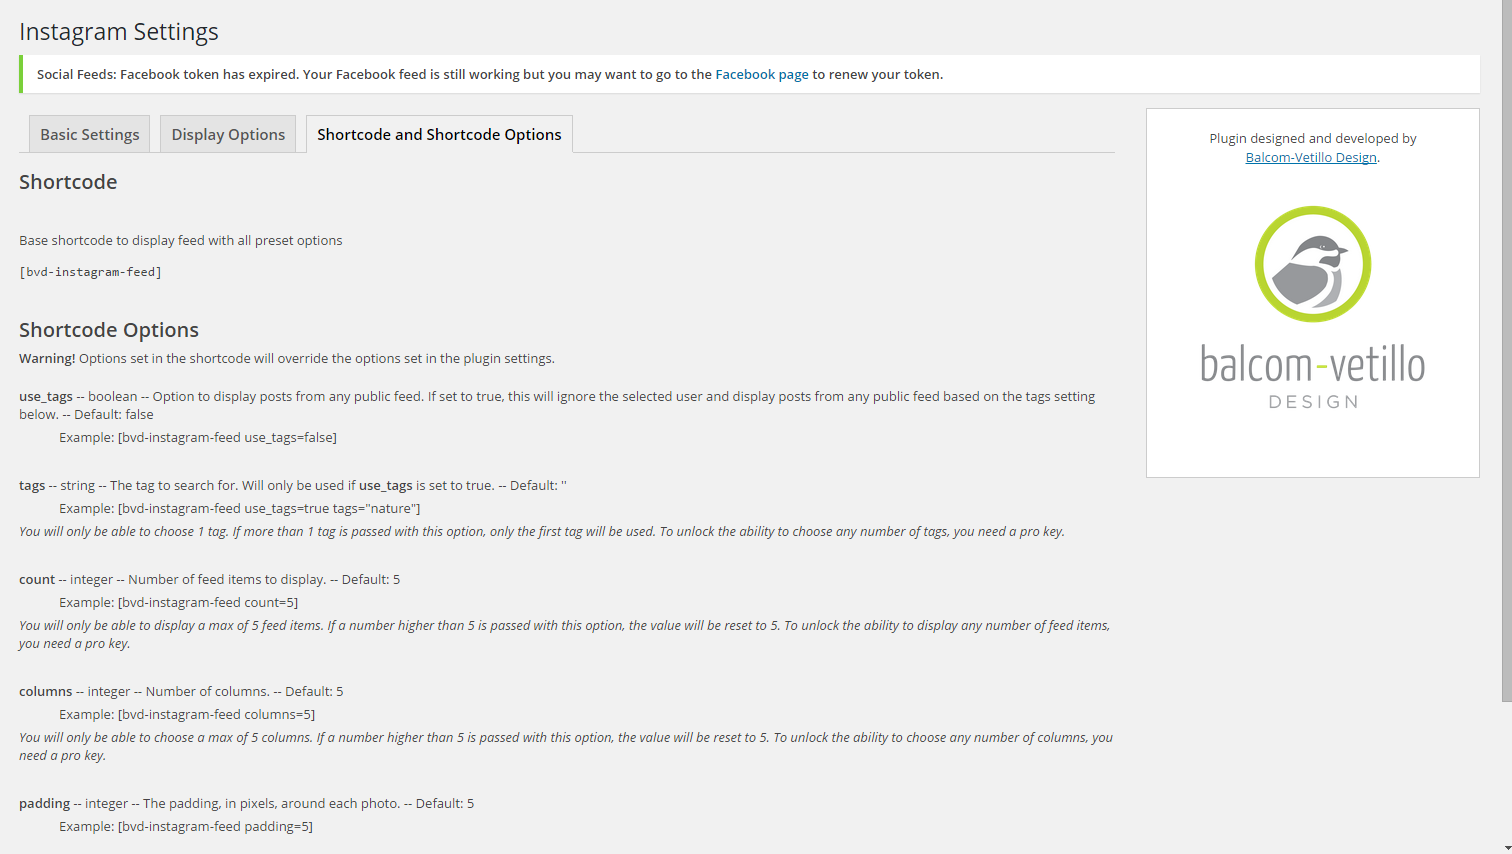 Instagram Settings
Social Feeds: Facebook token has expired. Your Facebook feed is still working but you may want to go to the Facebook page to renew your token.
Basic Settings
Display Options
Shortcode and Shortcode Options
Shortcode
Base shortcode to display feed with all preset options
[bvd-instagram-feed]
Shortcode Options
Warning! Options set in the shortcode will override the options set in the plugin settings.
use_tags -- boolean -- Option to display posts from any public feed. If set to true, this will ignore the selected user and display posts from any public feed based on the tags setting
below. -- Default: false
Example: [bvd-instagram-feed use_tags=false]
tags -- string -- The tag to search for. Will only be used if use_tags is set to true. -- Default: ''
Example: [bvd-instagram-feed use_tags=true tags="nature"]
You will only be able to choose 1 tag. If more than 1 tag is passed with this option, only the first tag will be used. To unlock the ability to choose any number of tags, you need a pro key.
count -- integer -- Number of feed items to display. -- Default: 5
Example: [bvd-instagram-feed count=5]
You will only be able to display a max of 5 feed items. If a number higher than 5 is passed with this option, the value will be reset to 5. To unlock the ability to display any number of feed items,
you need a pro key.
columns -- integer -- Number of columns. -- Default: 5
Example: [bvd-instagram-feed columns=5]
You will only be able to choose a max of 5 columns. If a number higher than 5 is passed with this option, the value will be reset to 5. To unlock the ability to choose any number of columns, you
need a pro key.
padding -- integer -- The padding, in pixels, around each photo. -- Default: 5
Example: [bvd-instagram-feed padding=5]
Plugin designed and developed by
Balcom-Vetillo Design.
balcom-vetillo
DESIGN